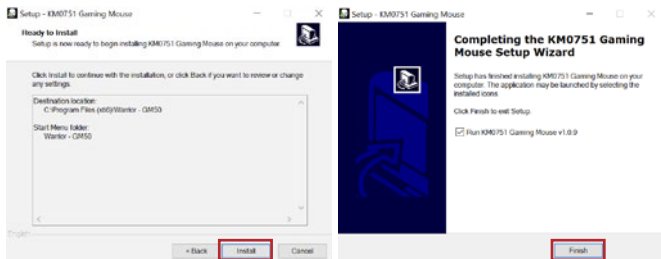 Setup - KM0751 Gaming Mouse
Ready to Install
Setup is now ready to begin installing KM0751 Gaming Mouse on your computer.
Click Install to continue with the installation, or click Back if you want to review or change
any settings.
Destination location:
C:\Program Files (x86)\Warrior - GM50
Start Menu folder:
Warrior - GM50
English
< Back
Install
Cancel
Setup - KM0751 Gaming Mouse
Completing the KM0751 Gaming
Mouse Setup Wizard
Setup has finished installing KM0751 Gaming Mouse on your
computer. The application may be launched by selecting the
installed icons.
Click Finish to exit Setup.
Run KM0751 Gaming Mouse v1.0.9
Finish